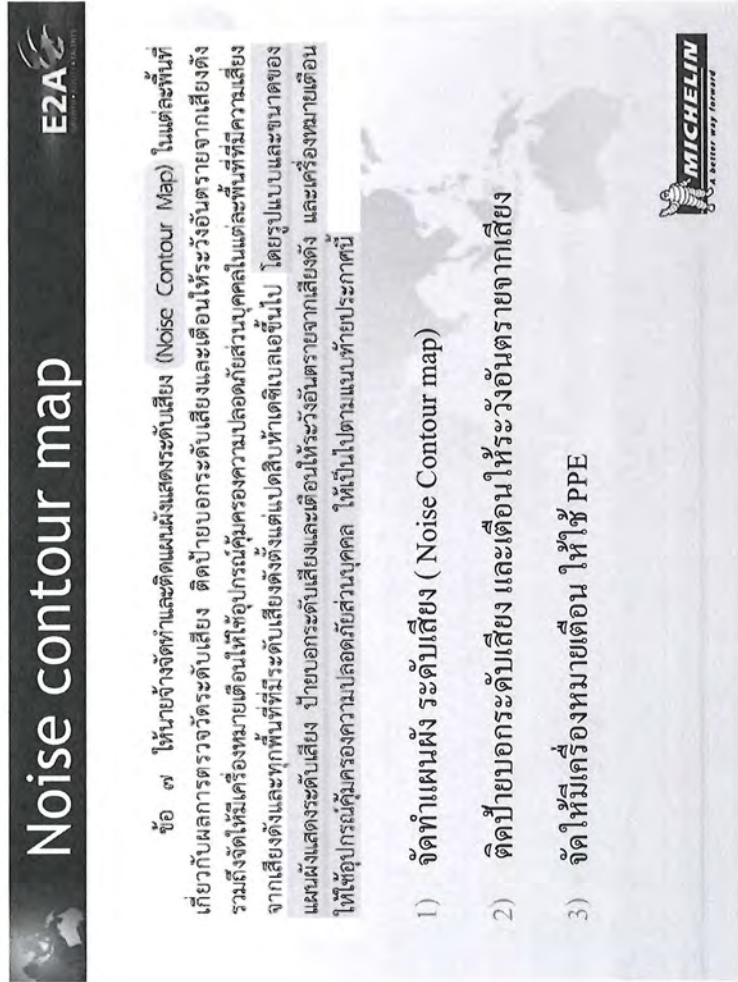 Noise contour map
E2A
ข้อ ๗ ให้นายจ้างจัดทำและติดแผนผังแสดงระดับเสียง (Noise Contour Map) ในแต่ละพื้นที่
เกี่ยวกับผลการตรวจวัดระดับเสียง ติดป้ายบอกระดับเสียงและเตือนให้ระวังอันตรายจากเสียงดัง
รวมถึงจัดให้มีเครื่องหมายเตือนให้ใช้อุปกรณ์คุ้มครองความปลอดภัยส่วนบุคคลในแต่ละพื้นที่ที่มีความเสี่ยง
จากเสียงดังและทุกพื้นที่ที่มีระดับเสียงดังตั้งแต่แปดสิบห้าเดซิเบลเอขึ้นไป โดยรูปแบบและขนาดของ
แผนผังแสดงระดับเสียง ป้ายบอกระดับเสียงและเตือนให้ระวังอันตรายจากเสียงดัง และเครื่องหมายเตือน
ให้ใช้อุปกรณ์คุ้มครองความปลอดภัยส่วนบุคคล ให้เป็นไปตามแนบท้ายประกาศนี้
1) จัดทำแผนผัง ระดับเสียง ( Noise Contour map)
2) ติดป้ายบอกระดับเสียง และเตือนให้ระวังอันตรายจากเสียง
3) จัดให้มีเครื่องหมายเตือน ให้ใช้ PPE
MICHELIN
A better way forward